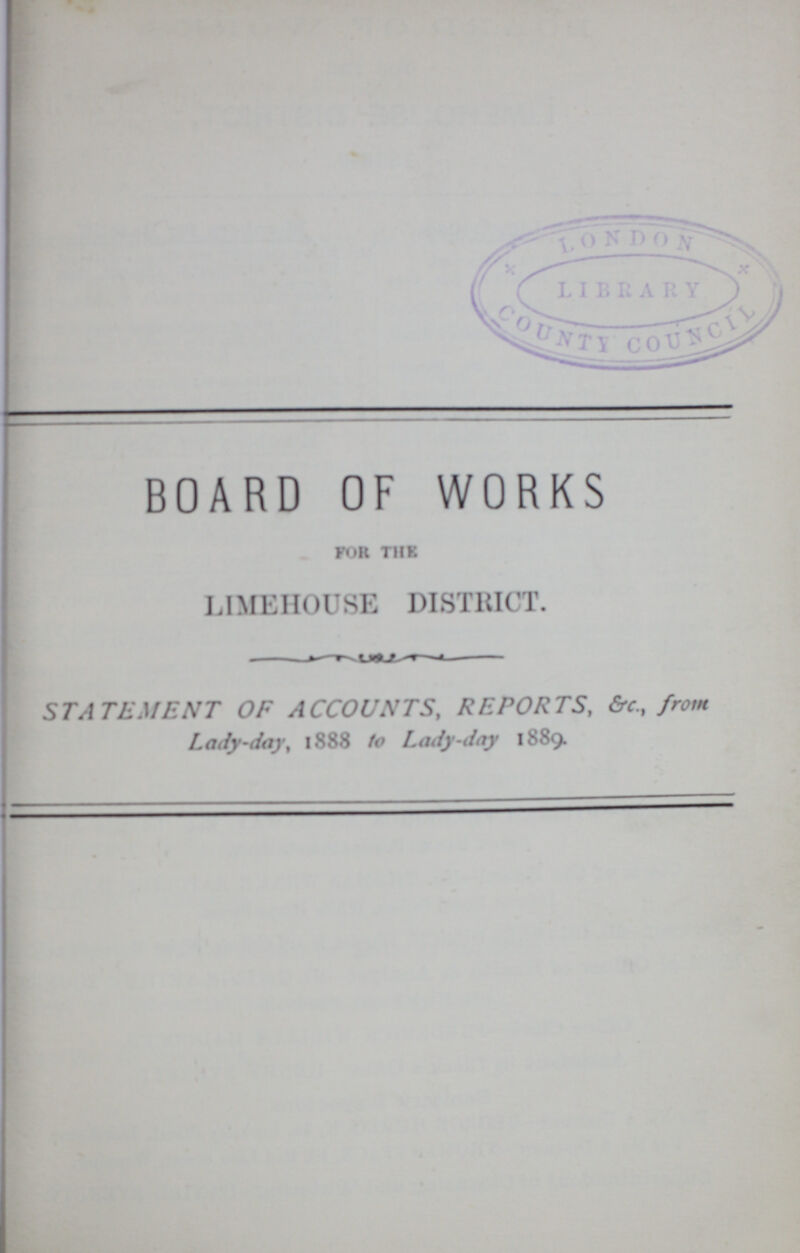 LONDON
LIBRARY
COUNTY COUNCIL
BOARD OF WORKS
FOR THE
LIMEHOUSE DISTRICT.
STATEMENT OF ACCOUNTS, REPORTS, &c., from
Lady-day, 1888 to Lady-day 1889.